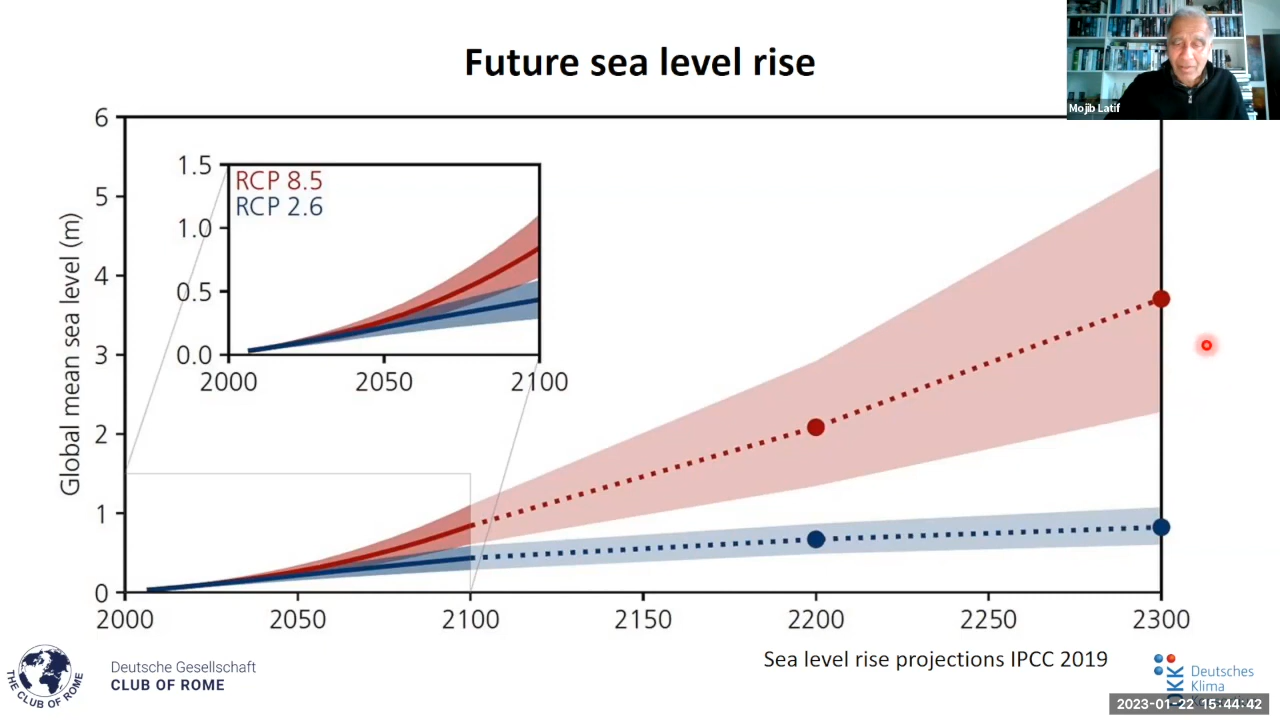 Future sea level rise
Mojib Latif
Global mean sea level (m)
6
5
4
3
2
1
0
1.5
1.0
0.5
0.0
RCP 8.5
RCP 2.6
2000
2050
2100
2000
2050
2100
2150
2200
2250
2300
Sea level rise projections IPCC 2019
THE CLUB OF ROME
Deutsche Gesellschaft
CLUB OF ROME
DKK
Deutsches
Klima
2023-01-22 15:44:42